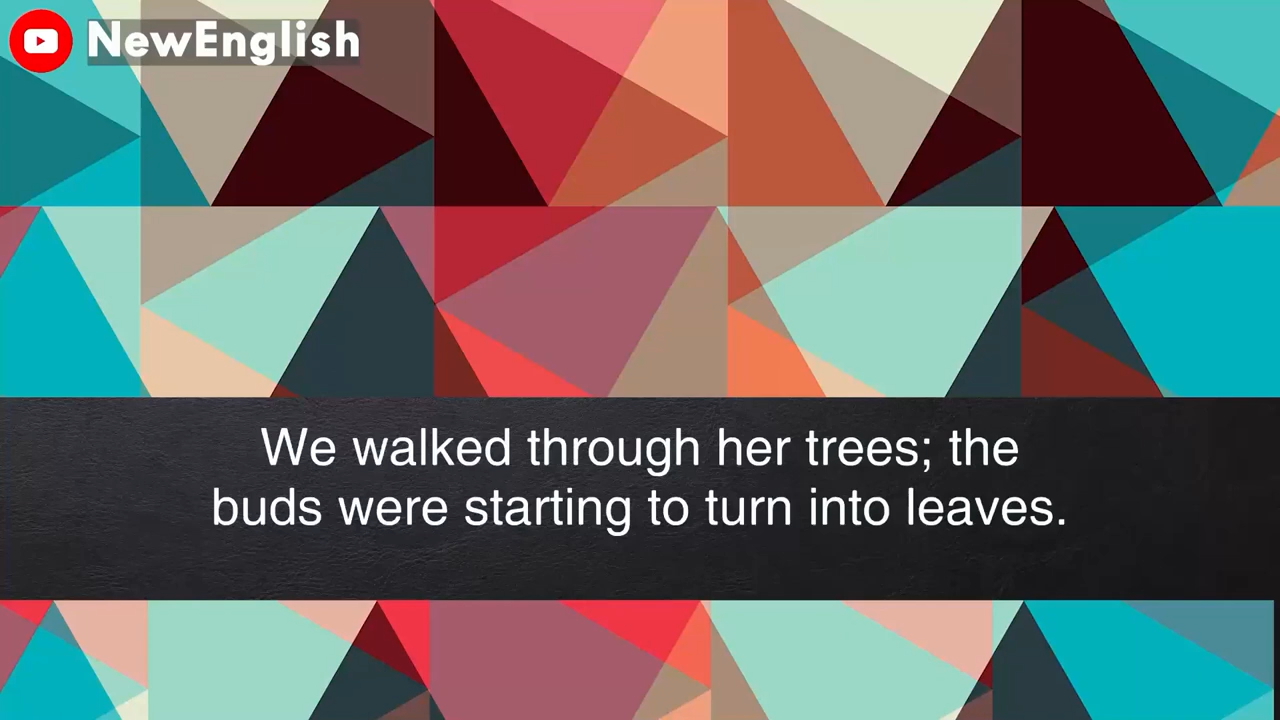 NewEnglish
We walked through her trees; the
buds were starting to turn into leaves.